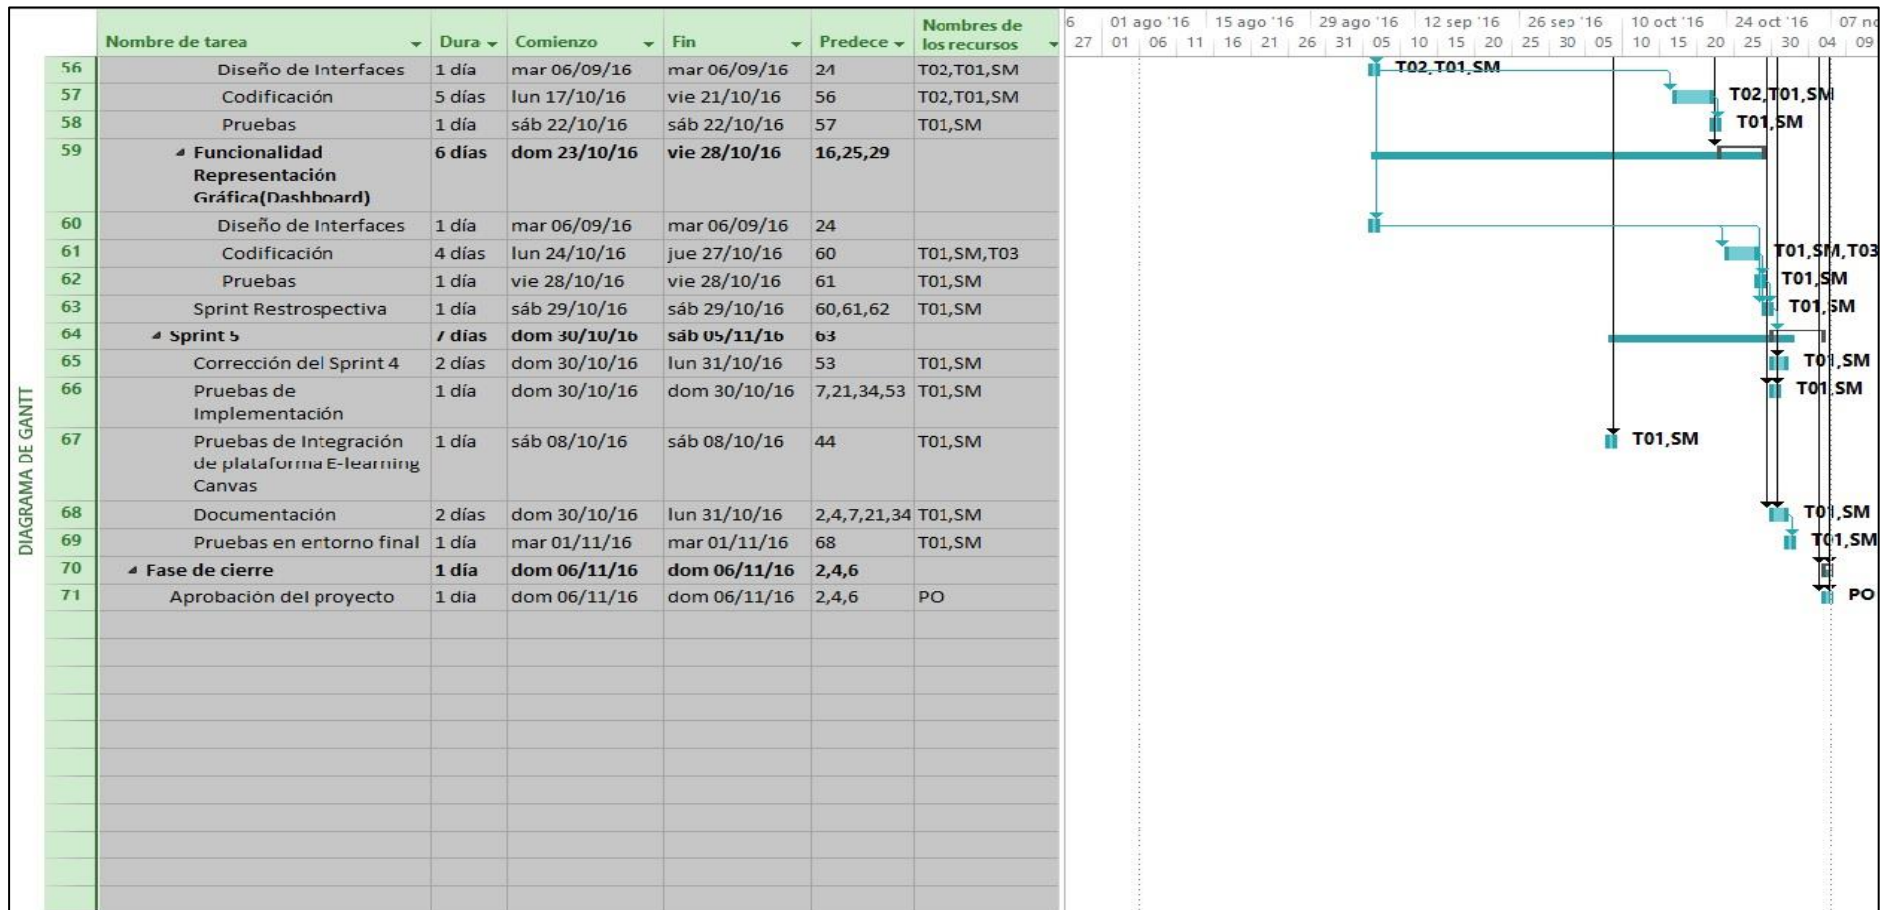 DIAGRAMA DE GANTT
Nombre de tarea Dura Comienzo Fin Predece Nombres de los recursos
6 01 ago '16 15 ago '16 29 ago '16 12 sep '16 26 sep '16 10 oct '16 24 oct '16 07 no
27 01 06 11 16 21 26 31 05 10 15 20 25 30 05 10 15 20 25 30 04 09
56 Diseño de Interfaces 1 día mar 06/09/16 mar 06/09/16 24 T02,T01,SM T02,T01,SM
57 Codificación 5 días lun 17/10/16 vie 21/10/16 56 T02,T01,SM T02,T01,SM
58 Pruebas 1 día sáb 22/10/16 sáb 22/10/16 57 T01,SM T01,SM
59 Funcionalidad 6 días dom 23/10/16 vie 28/10/16 16,25,29
Representación
Gráfica(Dashboard)
60 Diseño de Interfaces 1 día mar 06/09/16 mar 06/09/16 24
61 Codificación 4 días lun 24/10/16 jue 27/10/16 60 T01,SM,T03 T01,SM,T03
62 Pruebas 1 día vie 28/10/16 vie 28/10/16 61 T01,SM T01,SM
63 Sprint Restrospectiva 1 día sáb 29/10/16 sáb 29/10/16 60,61,62 T01,SM T01,SM
64 Sprint 5 7 días dom 30/10/16 sáb 05/11/16 63
65 Corrección del Sprint 4 2 días dom 30/10/16 lun 31/10/16 53 T01,SM T01,SM
66 Pruebas de 1 día dom 30/10/16 dom 30/10/16 7,21,34,53 T01,SM T01,SM
Implementación
67 Pruebas de Integración 1 día sáb 08/10/16 sáb 08/10/16 44 T01,SM T01,SM
de plataforma E-learning
Canvas
68 Documentación 2 días dom 30/10/16 lun 31/10/16 2,4,7,21,34 T01,SM T01,SM
69 Pruebas en entorno final 1 día mar 01/11/16 mar 01/11/16 68 T01,SM T01,SM
70 Fase de cierre 1 día dom 06/11/16 dom 06/11/16 2,4,6
71 Aprobación del proyecto 1 día dom 06/11/16 dom 06/11/16 2,4,6 PO PO